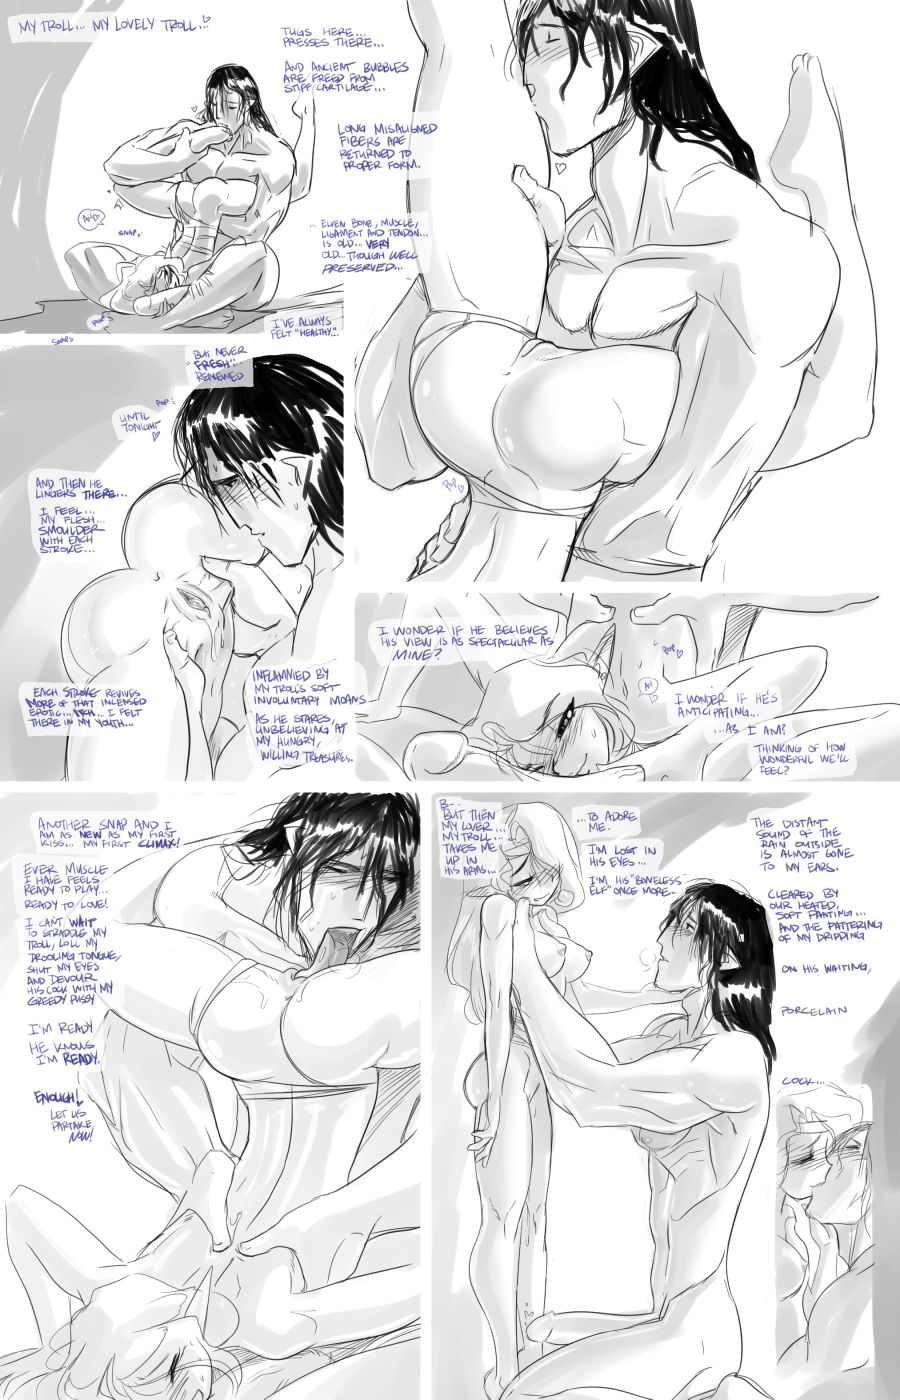 MY TROLL... MY LOVELY TROLL...
TUGS HERE...
PRESSES THERE...
AND ANCIENT BUBBLES
ARE FREED FROM
STIFF CARTILAGE...
LONG MISALIGNED
FIBERS ARE
RETURNED TO
PROPER FORM.
... ELVEN BONE, MUSCLE,
LIGAMENT AND TENDON...
IS OLD... VERY
OLD... THOUGH WELL
PRESERVED...
AH
SNAP
POP
SNAP
I'VE ALWAYS
FELT "HEALTHY"...
BUT NEVER
"FRESH"...
RENEWED
POP
UNTIL
TONIGHT
AND THEN HE
LINGERS THERE...
I FEEL...
MY FLESH...
SMOULDER
WITH EACH
STROKE...
EACH STROKE REVIVES
MORE OF THAT INCENSED
EROTIC... ITCH... I FELT
THERE IN MY YOUTH...
INFLAMMED BY
MY TROLL'S SOFT
INVOLUNTARY MOANS
AS HE STARES,
UNBELIEVING AT
MY HUNGRY,
WILLING TREASURES.
POP
I WONDER IF HE BELIEVES
HIS VIEW IS AS SPECTACULAR AS
MINE?
POP
AH
I WONDER IF HE'S
ANTICIPATING...
...AS I AM?
THINKING OF HOW
WONDERFUL WE'LL
FEEL?
ANOTHER SNAP AND I
AM AS NEW AS MY FIRST
KISS... MY FIRST CLIMAX!
EVER MUSCLE
I HAVE FEELS
READY TO PLAY...
READY TO LOVE!
I CAN'T WAIT
TO STRADDLE MY
TROLL, LOLL MY
DROOLING TONGUE,
SHUT MY EYES
AND DEVOUR
HIS COCK WITH MY
GREEDY PUSSY
I'M READY
HE KNOWS
I'M READY.
ENOUGH!
LET US
PARTAKE,
NOW!
B--
BUT THEN
MY LOVER...
MY TROLL...
TAKES ME
UP IN
HIS ARMS...
...TO ADORE
ME.
I'M LOST IN
HIS EYES...
I'M HIS "BONELESS
ELF" ONCE MORE...
THE DISTANT
SOUND OF THE
RAIN OUTSIDE
IS ALMOST GONE
TO MY EARS.
CLEARED BY
OUR HEATED,
SOFT PANTING...
AND THE PATTERING
OF MY DRIPPING
ON HIS WAITING,
PORCELAIN
COCK...